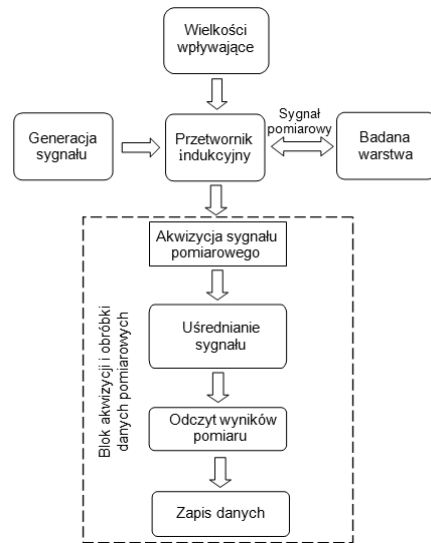 Wielkości
wpływające
Generacja
sygnału
Przetwornik
indukcyjny
Sygnał
pomiarowy
Badana
warstwa
Blok akwizycji i obróbki
danych pomiarowych
Akwizycja sygnału
pomiarowego
Uśrednianie
sygnału
Odczyt wyników
pomiaru
Zapis danych